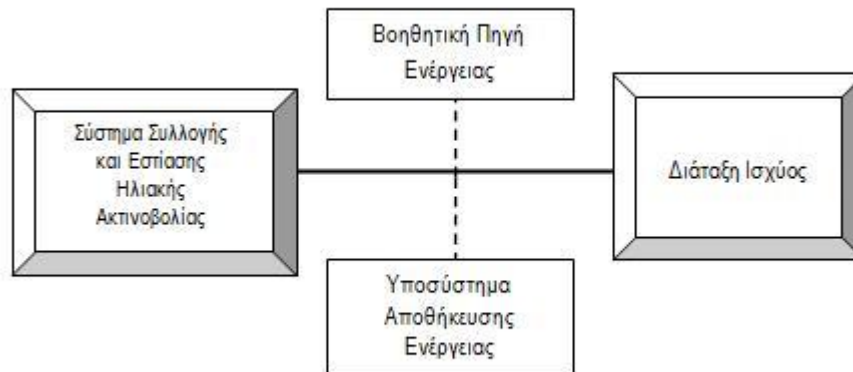 Βοηθητική Πηγή
Ενέργειας
Σύστημα Συλλογής
και Εστίασης
Ηλιακής
Ακτινοβολίας
Διάταξη Ισχύος
Υποσύστημα
Αποθήκευσης
Ενέργειας